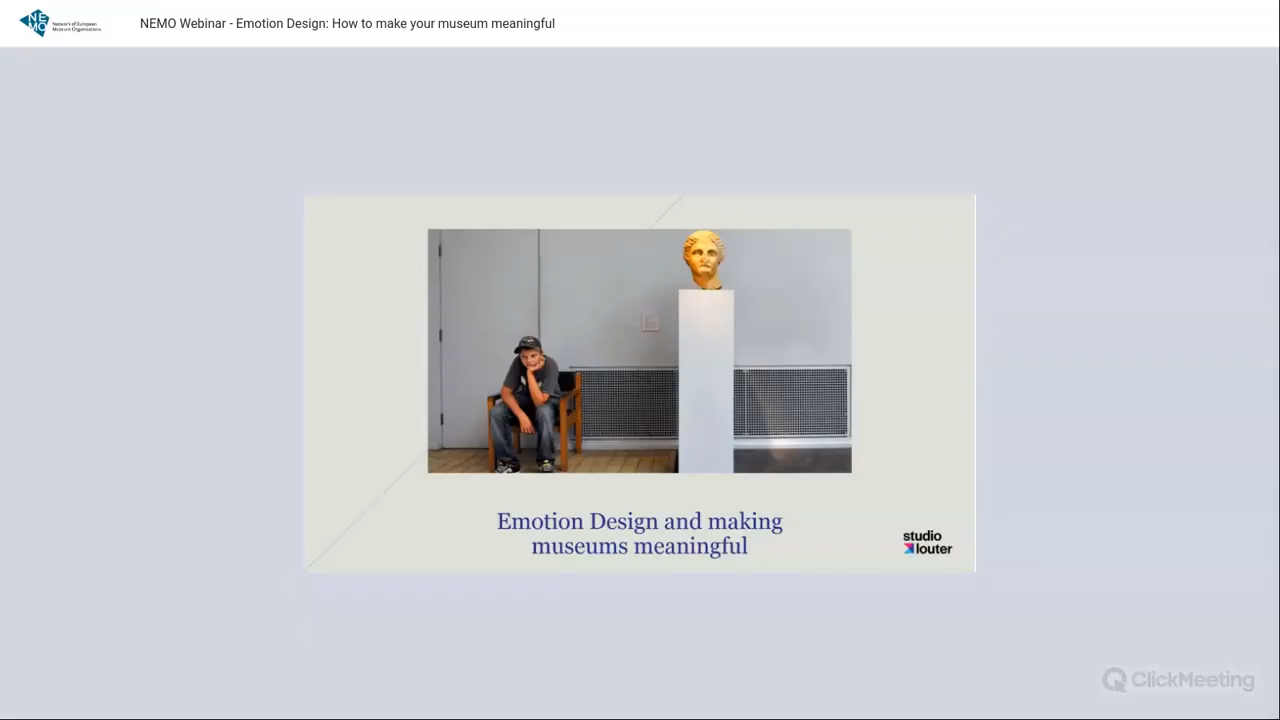 NEMO
Network of European
Museum Organisations
NEMO Webinar - Emotion Design: How to make your museum meaningful
Emotion Design and making
museums meaningful
studio
louter
ClickMeeting